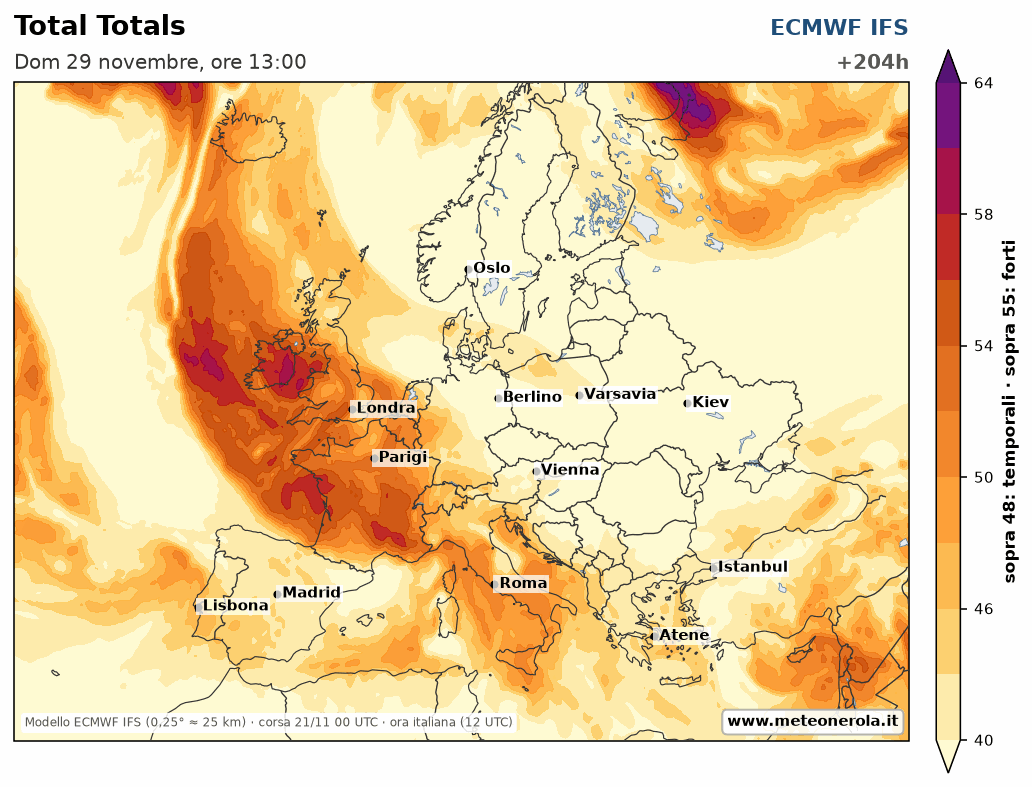 Total Totals
ECMWF IFS
Dom 29 novembre, ore 13:00
+204h
64
58
54
50
46
40
sopra 48: temporali · sopra 55: forti
Oslo
Berlino
Varsavia
Kiev
Londra
Parigi
Vienna
Istanbul
Roma
Madrid
Lisbona
Atene
Modello ECMWF IFS (0,25° ≈ 25 km) · corsa 21/11 00 UTC · ora italiana (12 UTC)
www.meteonerola.it